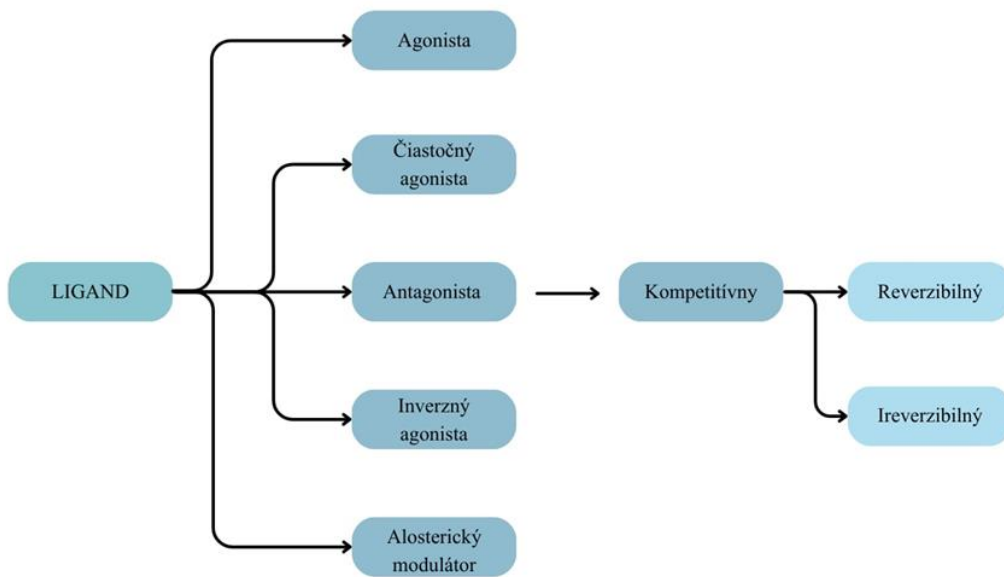 Agonista
Čiastočný
agonista
LIGAND
Antagonista
Kompetitívny
Reverzibilný
Inverzný
agonista
Ireverzibilný
Alosterický
modulátor